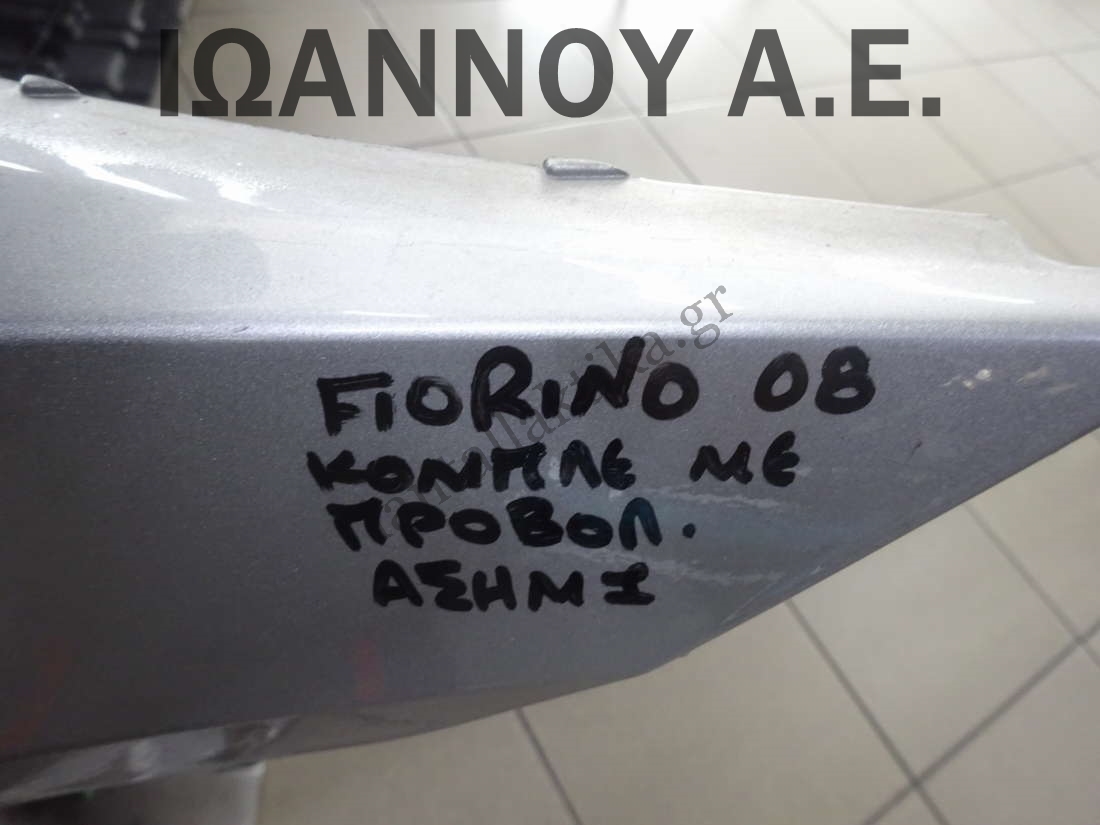 ΙΩΑΝΝΟΥ Α.Ε.
FIORINO 08
ΚΟΜΠΛΕ ΜΕ
ΠΡΟΒΟΛ.
ΑΣΗΜΙ